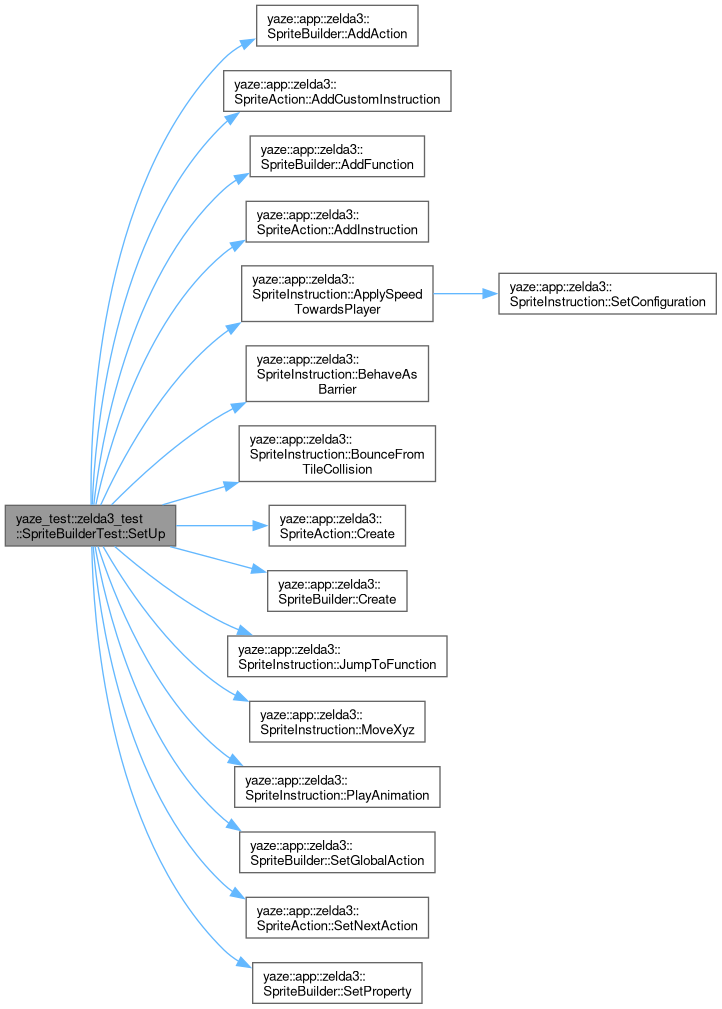 yaze::app::zelda3::
SpriteBuilder::AddAction
yaze::app::zelda3::
SpriteAction::AddCustomInstruction
yaze::app::zelda3::
SpriteBuilder::AddFunction
yaze::app::zelda3::
SpriteAction::AddInstruction
yaze::app::zelda3::
SpriteInstruction::ApplySpeed
TowardsPlayer
yaze::app::zelda3::
SpriteInstruction::SetConfiguration
yaze::app::zelda3::
SpriteInstruction::BehaveAs
Barrier
yaze::app::zelda3::
SpriteInstruction::BounceFrom
TileCollision
yaze_test::zelda3_test
::SpriteBuilderTest::SetUp
yaze::app::zelda3::
SpriteAction::Create
yaze::app::zelda3::
SpriteBuilder::Create
yaze::app::zelda3::
SpriteInstruction::JumpToFunction
yaze::app::zelda3::
SpriteInstruction::MoveXyz
yaze::app::zelda3::
SpriteInstruction::PlayAnimation
yaze::app::zelda3::
SpriteBuilder::SetGlobalAction
yaze::app::zelda3::
SpriteAction::SetNextAction
yaze::app::zelda3::
SpriteBuilder::SetProperty